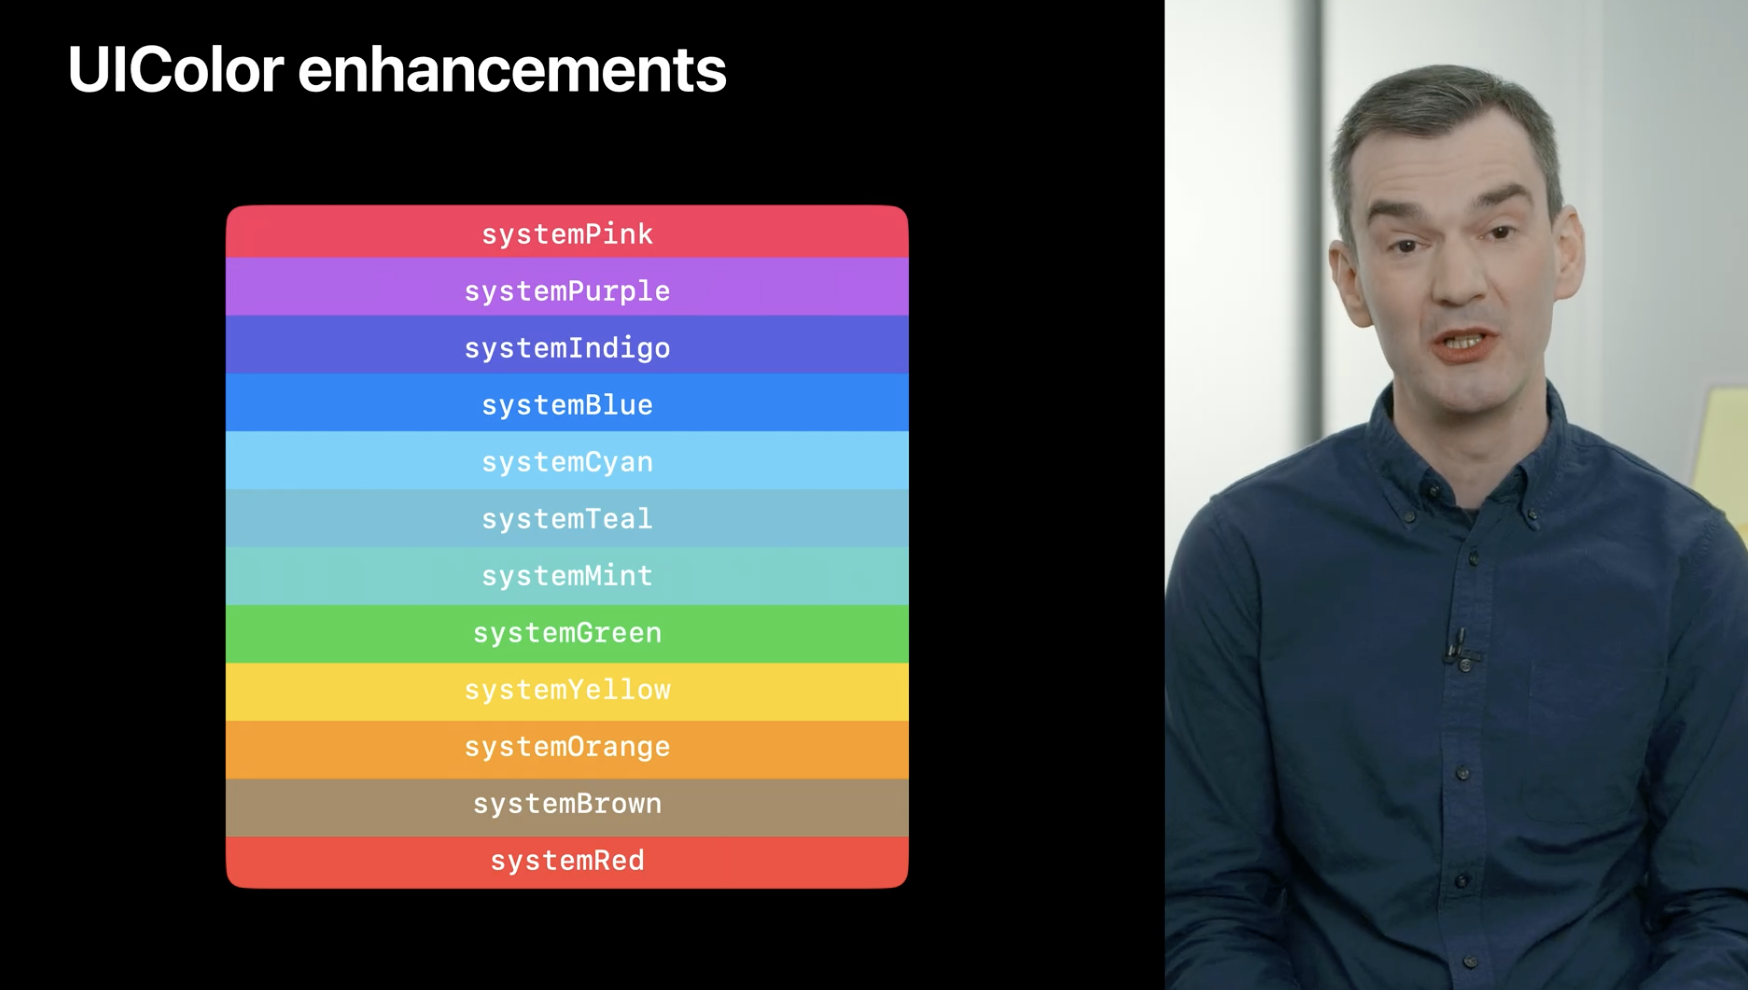 UIColor enhancements
systemPink
systemPurple
systemIndigo
systemBlue
systemCyan
systemTeal
systemMint
systemGreen
systemYellow
systemOrange
systemBrown
systemRed